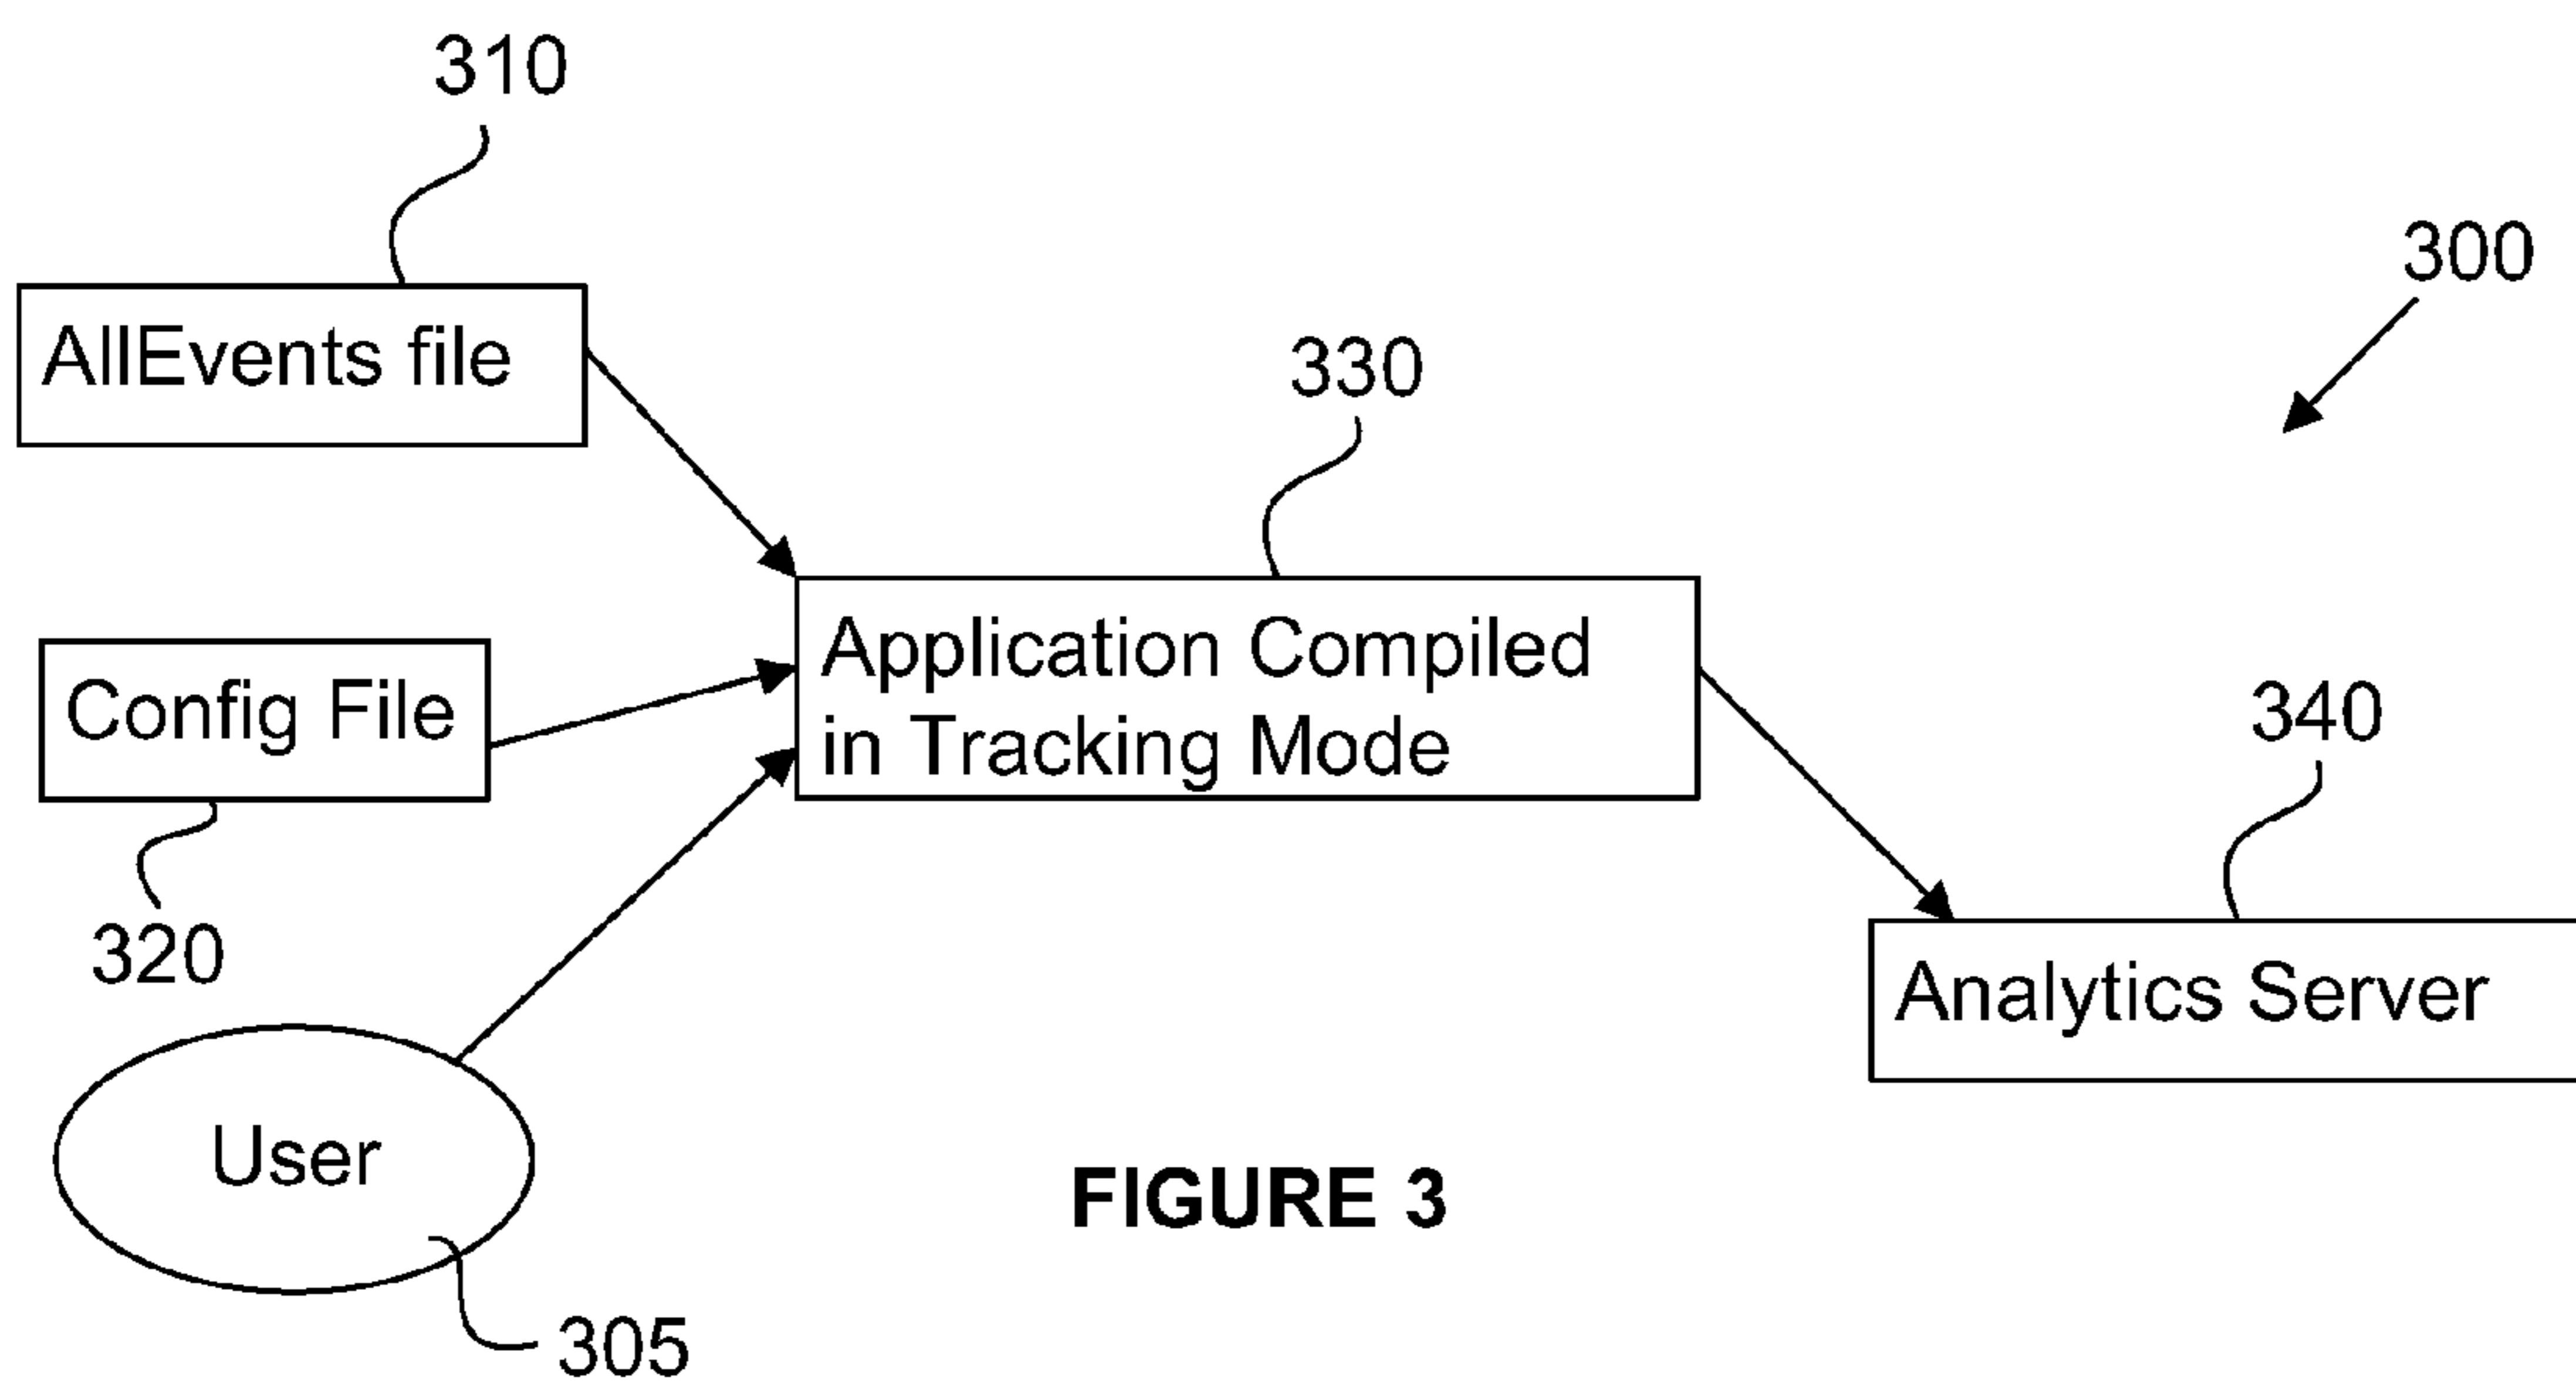 310
300
AllEvents file
330
Application Compiled
in Tracking Mode
Config File
340
320
Analytics Server
User
FIGURE 3
305